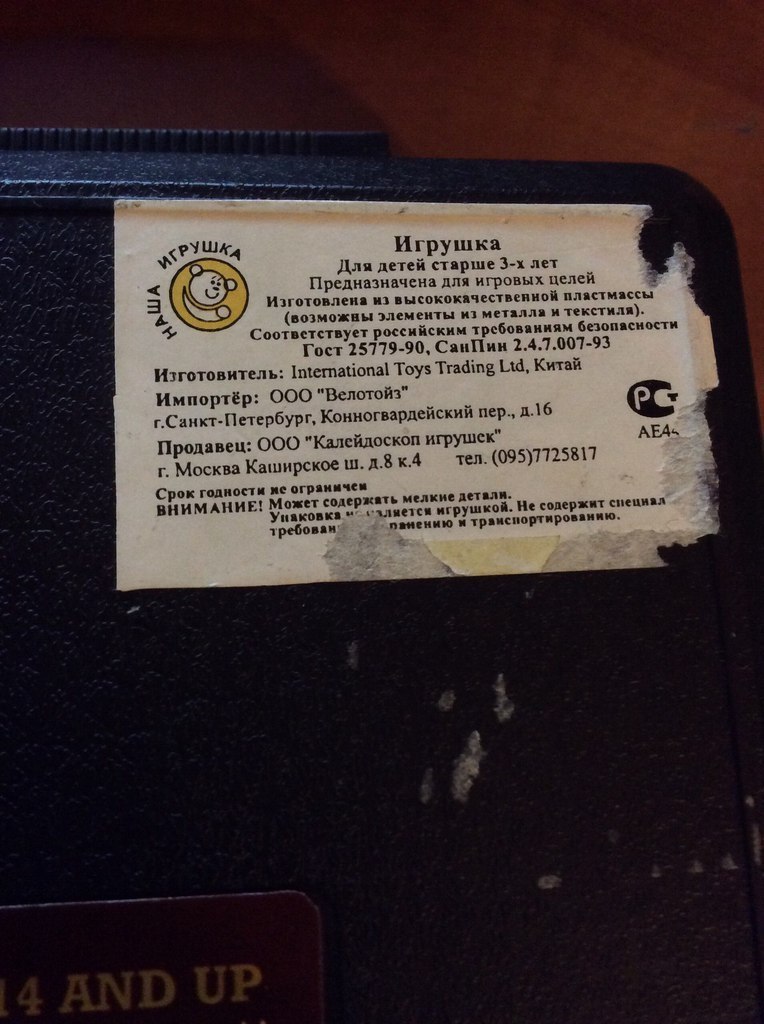 НАША ИГРУШКА
Игрушка
Для детей старше 3-х лет
Предназначена для игровых целей
Изготовлена из высококачественной пластмассы
(возможны элементы из металла и текстиля).
Соответствует российским требованиям безопасности
Гост 25779-90, СанПин 2.4.7.007-93
Изготовитель: International Toys Trading Ltd, Китай
Импортёр: ООО "Велотойз"
г.Санкт-Петербург, Конногвардейский пер., д.16
РСТ
АЕ44
Продавец: ООО "Калейдоскоп игрушек"
г. Москва Каширское ш. д.8 к.4 тел. (095)7725817
Срок годности не ограничен
ВНИМАНИЕ! Может содержать мелкие детали.
Упаковка является игрушкой. Не содержит специал
требован ранению и транспортированию.
14 AND UP